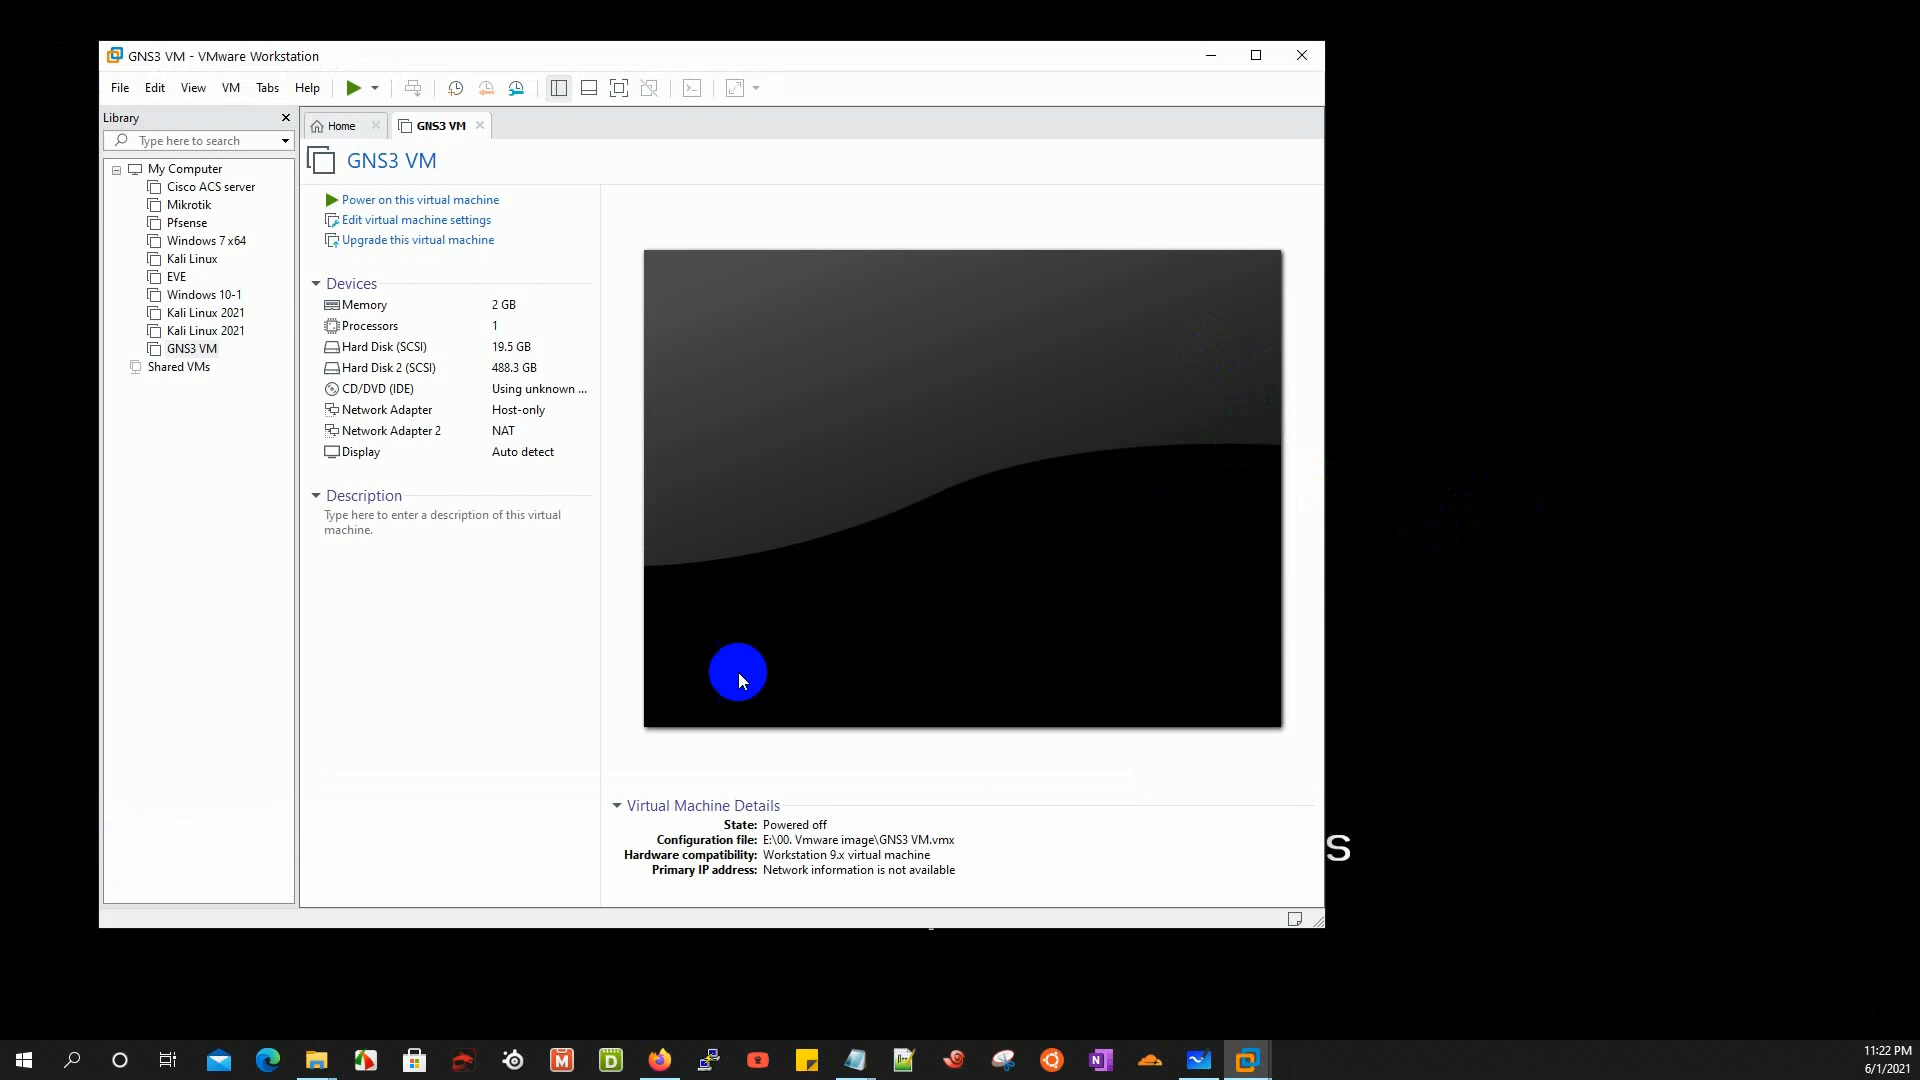 GNS3 VM - VMware Workstation
File Edit View VM Tabs Help
Library
Type here to search
My Computer
Cisco ACS server
Mikrotik
Pfsense
Windows 7 x64
Kali Linux
EVE
Windows 10-1
Kali Linux 2021
Kali Linux 2021
GNS3 VM
Shared VMs
Home
GNS3 VM
GNS3 VM
Power on this virtual machine
Edit virtual machine settings
Upgrade this virtual machine
Devices
Memory 2 GB
Processors 1
Hard Disk (SCSI) 19.5 GB
Hard Disk 2 (SCSI) 488.3 GB
CD/DVD (IDE) Using unknown ...
Network Adapter Host-only
Network Adapter 2 NAT
Display Auto detect
Description
Type here to enter a description of this virtual
machine.
Virtual Machine Details
State: Powered off
Configuration file: E:\00. Vmware image\GNS3 VM.vmx
Hardware compatibility: Workstation 9.x virtual machine
Primary IP address: Network information is not available
s
11:22 PM
6/1/2021